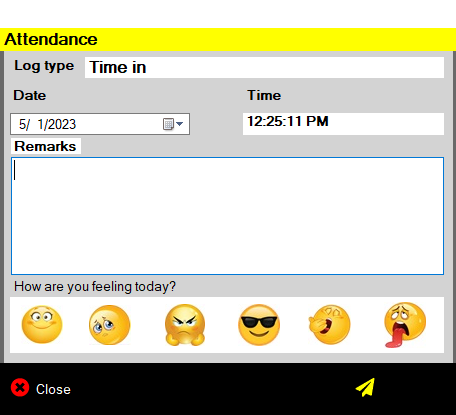 Attendance
Log type Time in
Date Time
5/ 1/2023 12:25:11 PM
Remarks
How are you feeling today?
Close